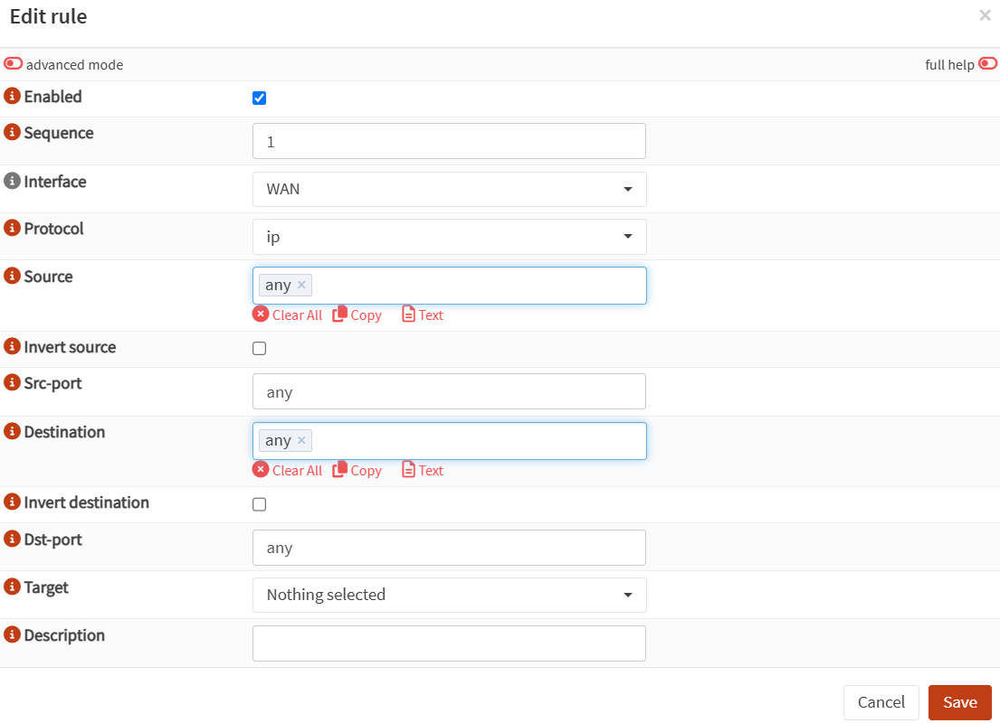 Edit rule ×
advanced mode full help
Enabled
Sequence 1
Interface WAN
Protocol ip
Source any ×
Clear All Copy Text
Invert source
Src-port any
Destination any ×
Clear All Copy Text
Invert destination
Dst-port any
Target Nothing selected
Description
Cancel Save